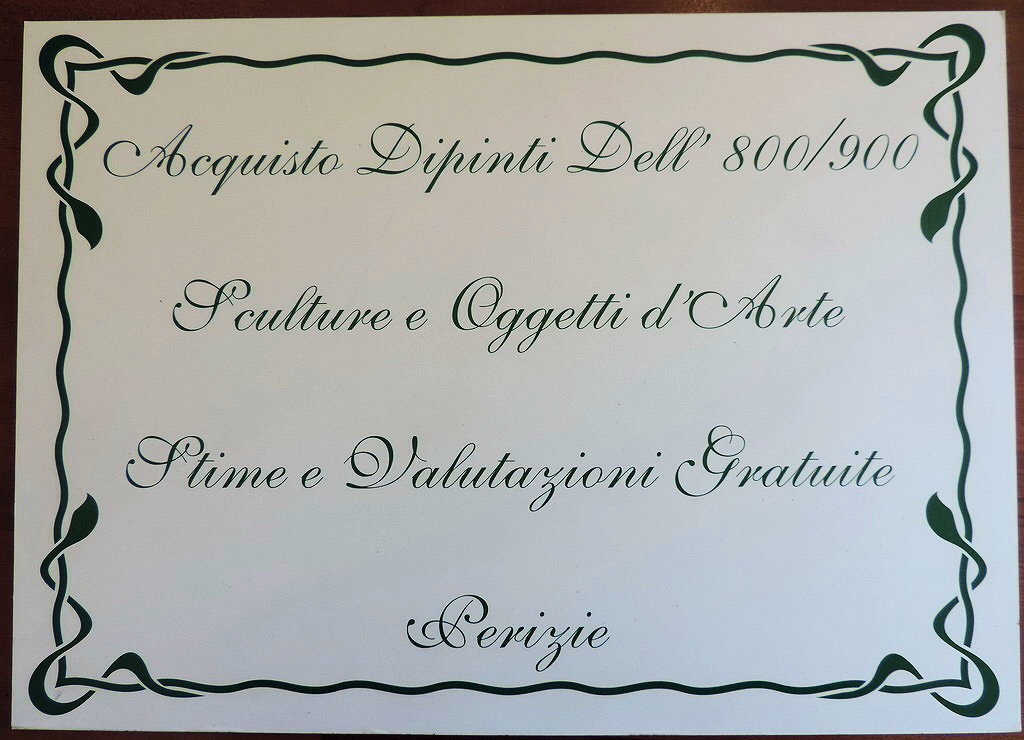 Acquisto Dipinti Dell' 800/900
Sculture e Oggetti d'Arte
Stime e Valutazioni Gratuite
Perizie